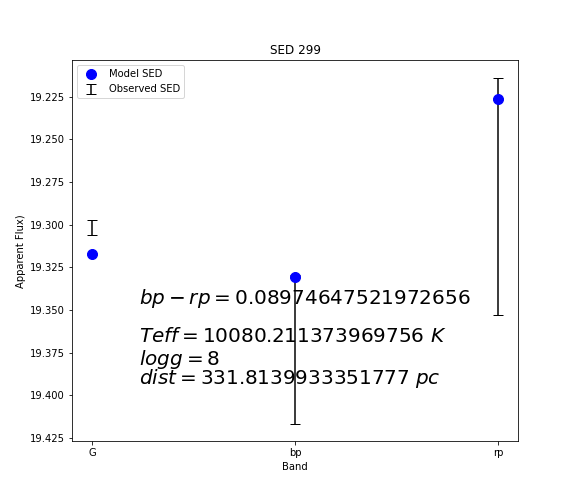 SED 299
Model SED
Observed SED
19.225
19.250
19.275
19.300
19.325
19.350
19.375
19.400
19.425
Apparent Flux)
bp − rp = 0.08974647521972656
Teff = 10080.211373969756 K
logg = 8
dist = 331.8139933351777 pc
G
bp
rp
Band